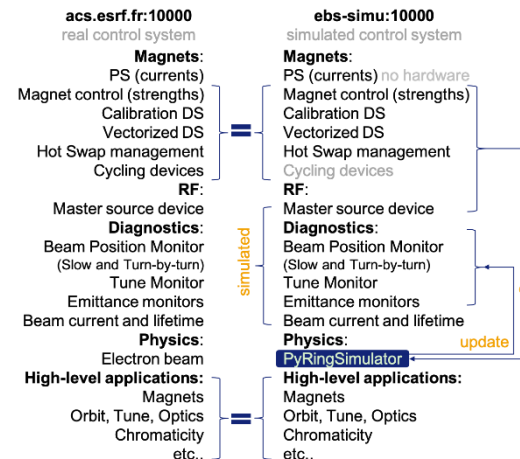 acs.esrf.fr:10000
real control system
Magnets:
PS (currents)
Magnet control (strengths)
Calibration DS
Vectorized DS
Hot Swap management
Cycling devices
RF:
Master source device
Diagnostics:
Beam Position Monitor
(Slow and Turn-by-turn)
Tune Monitor
Emittance monitors
Beam current and lifetime
Physics:
Electron beam
High-level applications:
Magnets
Orbit, Tune, Optics
Chromaticity
etc..
=
=
simulated
ebs-simu:10000
simulated control system
Magnets:
PS (currents) no hardware
Magnet control (strengths)
Calibration DS
Vectorized DS
Hot Swap management
Cycling devices
RF:
Master source device
Diagnostics:
Beam Position Monitor
(Slow and Turn-by-turn)
Tune Monitor
Emittance monitors
Beam current and lifetime
Physics:
PyRingSimulator
update
High-level applications:
Magnets
Orbit, Tune, Optics
Chromaticity
etc..